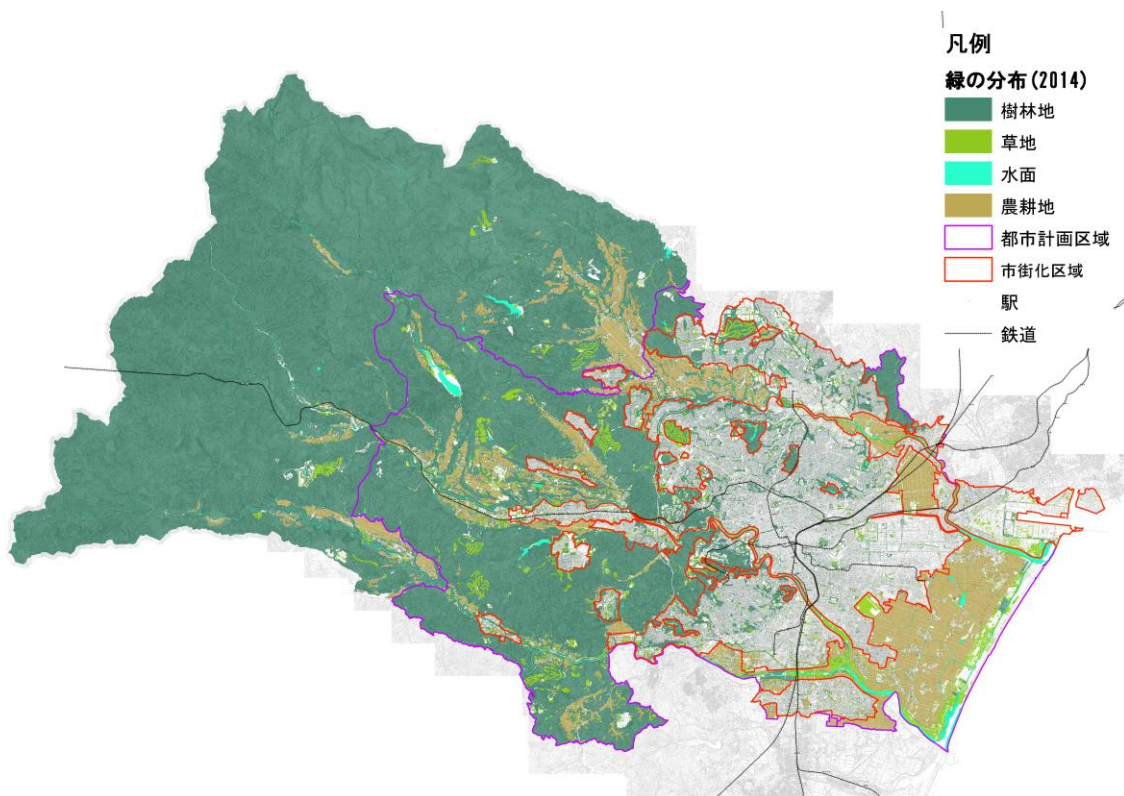 凡例
緑の分布(2014)
樹林地
草地
水面
農耕地
都市計画区域
市街化区域
駅
鉄道